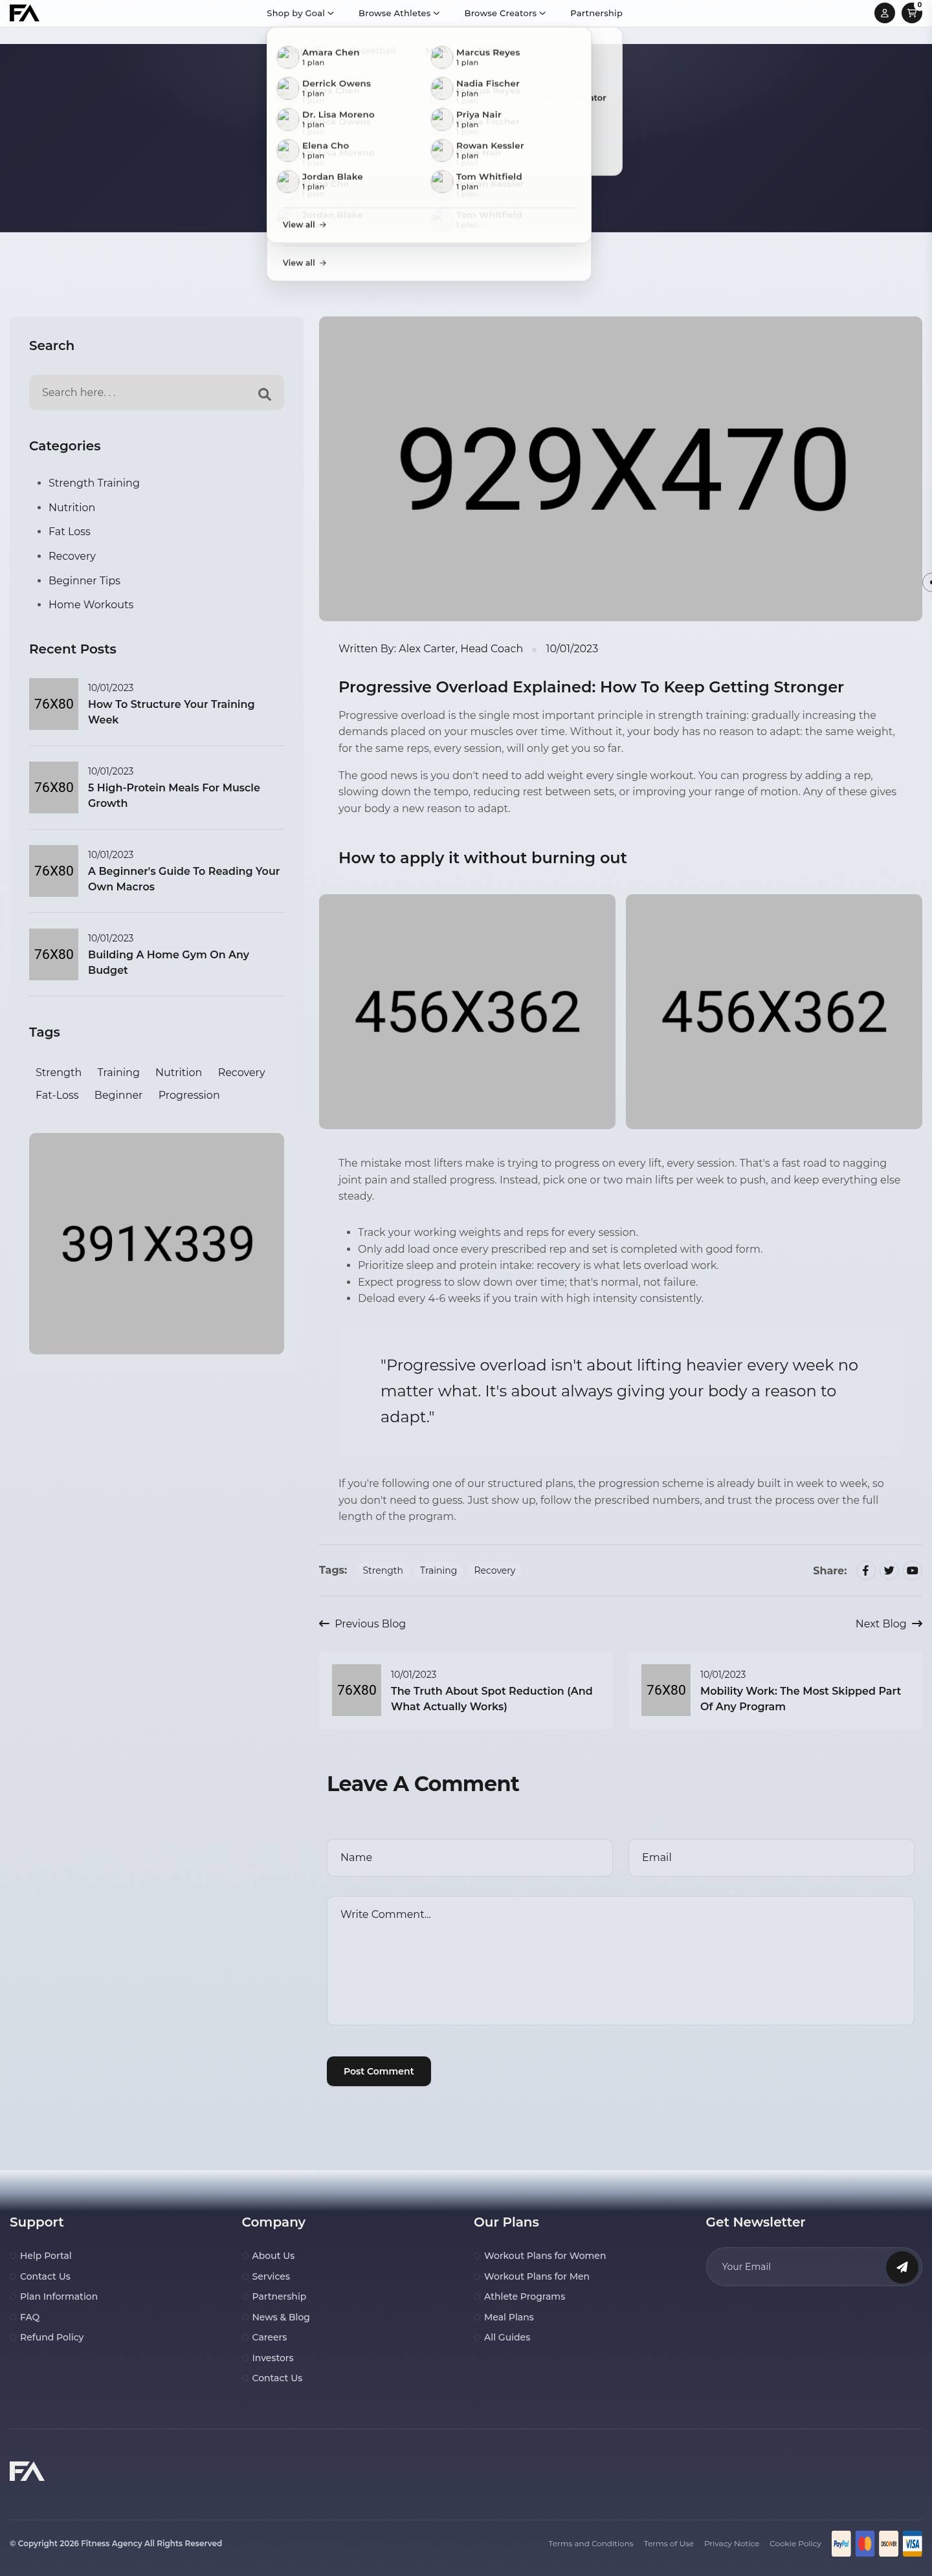 FA
Shop by Goal
Browse Athletes
Browse Creators
Partnership
0
Amara Chen
1 plan
Marcus Reyes
1 plan
Derrick Owens
1 plan
Nadia Fischer
1 plan
Dr. Lisa Moreno
1 plan
Priya Nair
1 plan
Elena Cho
1 plan
Rowan Kessler
1 plan
Jordan Blake
1 plan
Tom Whitfield
1 plan
Jordan Blake
Tom Whitfield
1 plan
View all →
View all →
Search
Search here. . .
Categories
Strength Training
Nutrition
Fat Loss
Recovery
Beginner Tips
Home Workouts
Recent Posts
76X80
10/01/2023
How To Structure Your Training
Week
76X80
10/01/2023
5 High-Protein Meals For Muscle
Growth
76X80
10/01/2023
A Beginner's Guide To Reading Your
Own Macros
76X80
10/01/2023
Building A Home Gym On Any
Budget
Tags
Strength Training Nutrition Recovery
Fat-Loss Beginner Progression
391X339
929X470
Written By: Alex Carter, Head Coach
10/01/2023
Progressive Overload Explained: How To Keep Getting Stronger
Progressive overload is the single most important principle in strength training: gradually increasing the
demands placed on your muscles over time. Without it, your body has no reason to adapt: the same weight,
for the same reps, every session, will only get you so far.
The good news is you don't need to add weight every single workout. You can progress by adding a rep,
slowing down the tempo, reducing rest between sets, or improving your range of motion. Any of these gives
your body a new reason to adapt.
How to apply it without burning out
456X362
456X362
The mistake most lifters make is trying to progress on every lift, every session. That's a fast road to nagging
joint pain and stalled progress. Instead, pick one or two main lifts per week to push, and keep everything else
steady.
Track your working weights and reps for every session.
Only add load once every prescribed rep and set is completed with good form.
Prioritize sleep and protein intake: recovery is what lets overload work.
Expect progress to slow down over time; that's normal, not failure.
Deload every 4-6 weeks if you train with high intensity consistently.
"Progressive overload isn't about lifting heavier every week no
matter what. It's about always giving your body a reason to
adapt."
If you're following one of our structured plans, the progression scheme is already built in week to week, so
you don't need to guess. Just show up, follow the prescribed numbers, and trust the process over the full
length of the program.
Tags: Strength Training Recovery
Share:
← Previous Blog
Next Blog →
76X80
10/01/2023
The Truth About Spot Reduction (And
What Actually Works)
76X80
10/01/2023
Mobility Work: The Most Skipped Part
Of Any Program
Leave A Comment
Name
Email
Write Comment...
Post Comment
Support
Help Portal
Contact Us
Plan Information
FAQ
Refund Policy
Company
About Us
Services
Partnership
News & Blog
Careers
Investors
Contact Us
Our Plans
Workout Plans for Women
Workout Plans for Men
Athlete Programs
Meal Plans
All Guides
Get Newsletter
Your Email
FA
© Copyright 2026 Fitness Agency All Rights Reserved
Terms and Conditions
Terms of Use
Privacy Notice
Cookie Policy
PayPal
DISCOVER
VISA